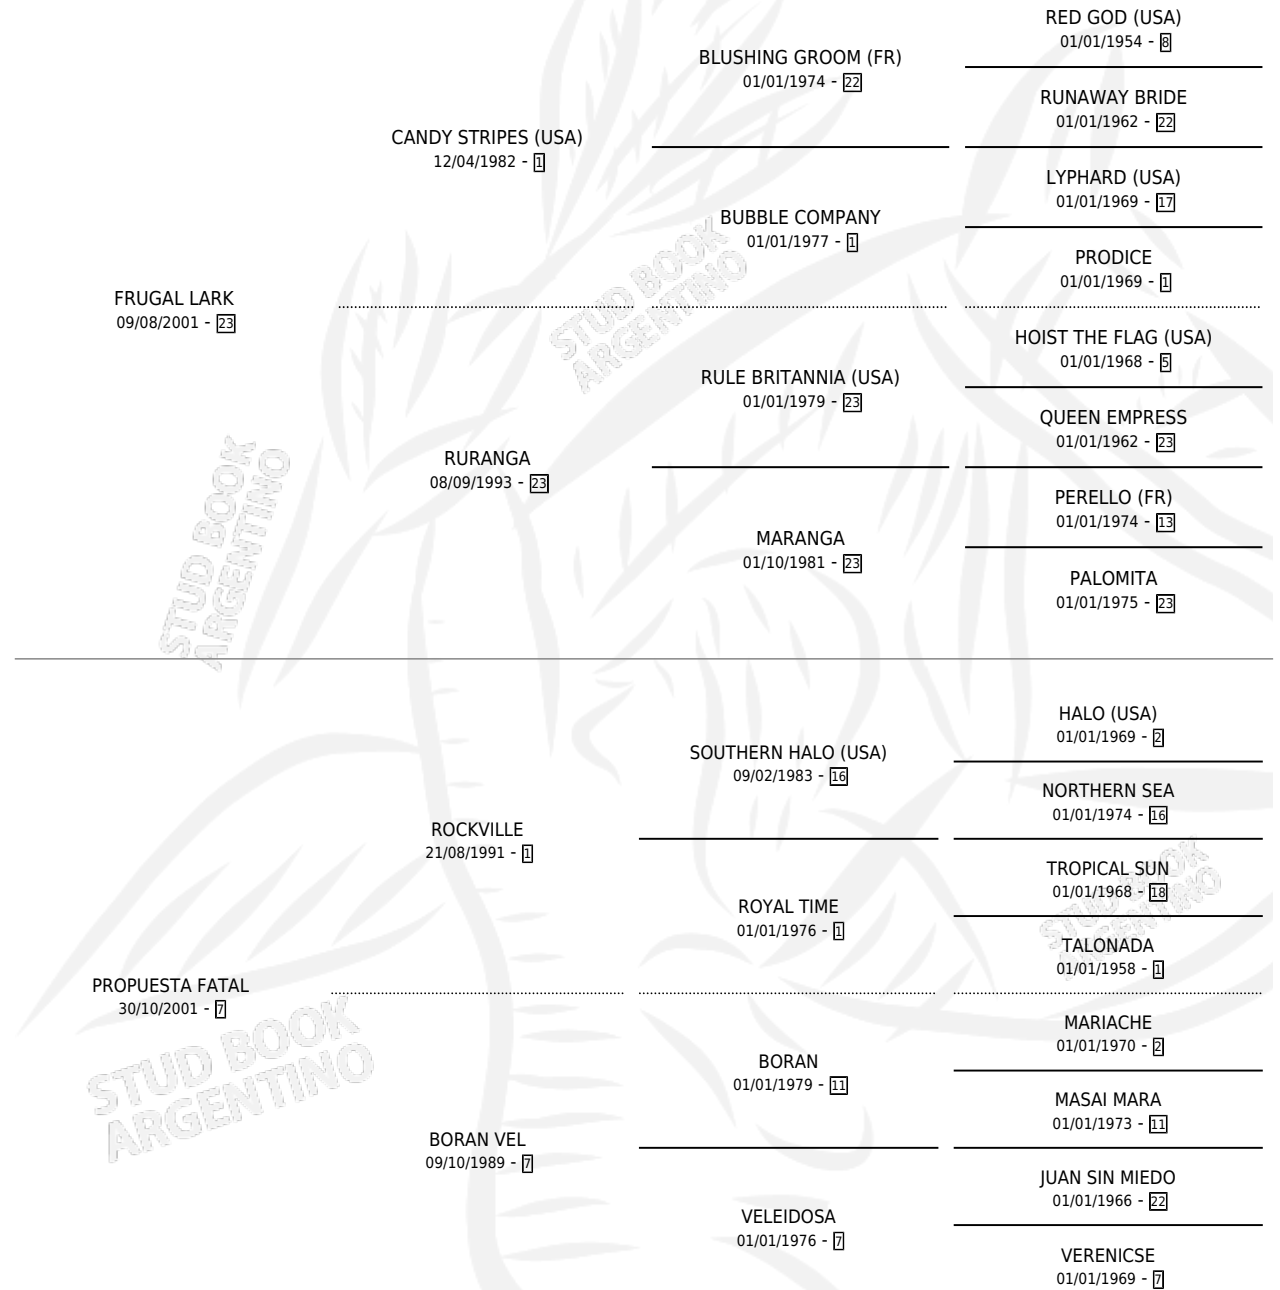 RED GOD (USA)
01/01/1954 - 8
BLUSHING GROOM (FR)
01/01/1974 - 22
RUNAWAY BRIDE
01/01/1962 - 22
CANDY STRIPES (USA)
12/04/1982 - 1
LYPHARD (USA)
01/01/1969 - 17
BUBBLE COMPANY
01/01/1977 - 1
PRODICE
01/01/1969 - 1
FRUGAL LARK
09/08/2001 - 23
STUD BOOK
ARGENTINO
HOIST THE FLAG (USA)
01/01/1968 - 5
RULE BRITANNIA (USA)
01/01/1979 - 23
QUEEN EMPRESS
01/01/1962 - 23
RURANGA
08/09/1993 - 23
PERELLO (FR)
01/01/1974 - 13
MARANGA
01/10/1981 - 23
PALOMITA
01/01/1975 - 23
STUD BOOK
ARGENTINO
HALO (USA)
01/01/1969 - 2
SOUTHERN HALO (USA)
09/02/1983 - 16
NORTHERN SEA
01/01/1974 - 16
ROCKVILLE
21/08/1991 - 1
TROPICAL SUN
01/01/1968 - 18
ROYAL TIME
01/01/1976 - 1
TALONADA
01/01/1958 - 1
STUD BOOK
ARGENTINO
PROPUESTA FATAL
30/10/2001 - 7
MARIACHE
01/01/1970 - 2
BORAN
01/01/1979 - 11
MASAI MARA
01/01/1973 - 11
STUD BOOK
ARGENTINO
BORAN VEL
09/10/1989 - 7
JUAN SIN MIEDO
01/01/1966 - 22
VELEIDOSA
01/01/1976 - 7
VERENICSE
01/01/1969 - 7